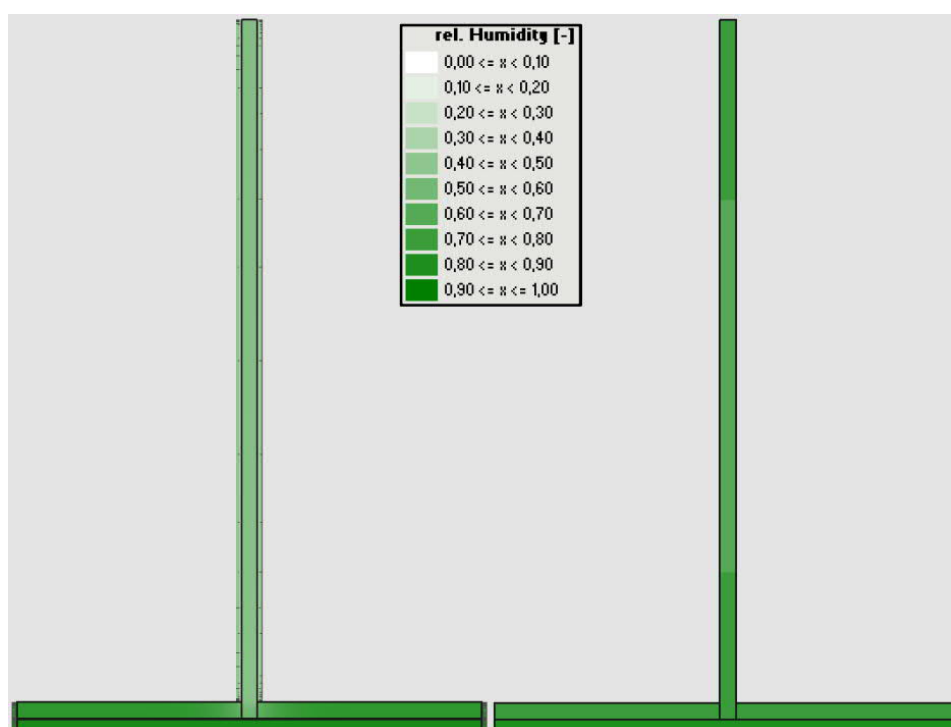 rel. Humidity [-]
0,00 <= x < 0,10
0,10 <= x < 0,20
0,20 <= x < 0,30
0,30 <= x < 0,40
0,40 <= x < 0,50
0,50 <= x < 0,60
0,60 <= x < 0,70
0,70 <= x < 0,80
0,80 <= x < 0,90
0,90 <= x <= 1,00